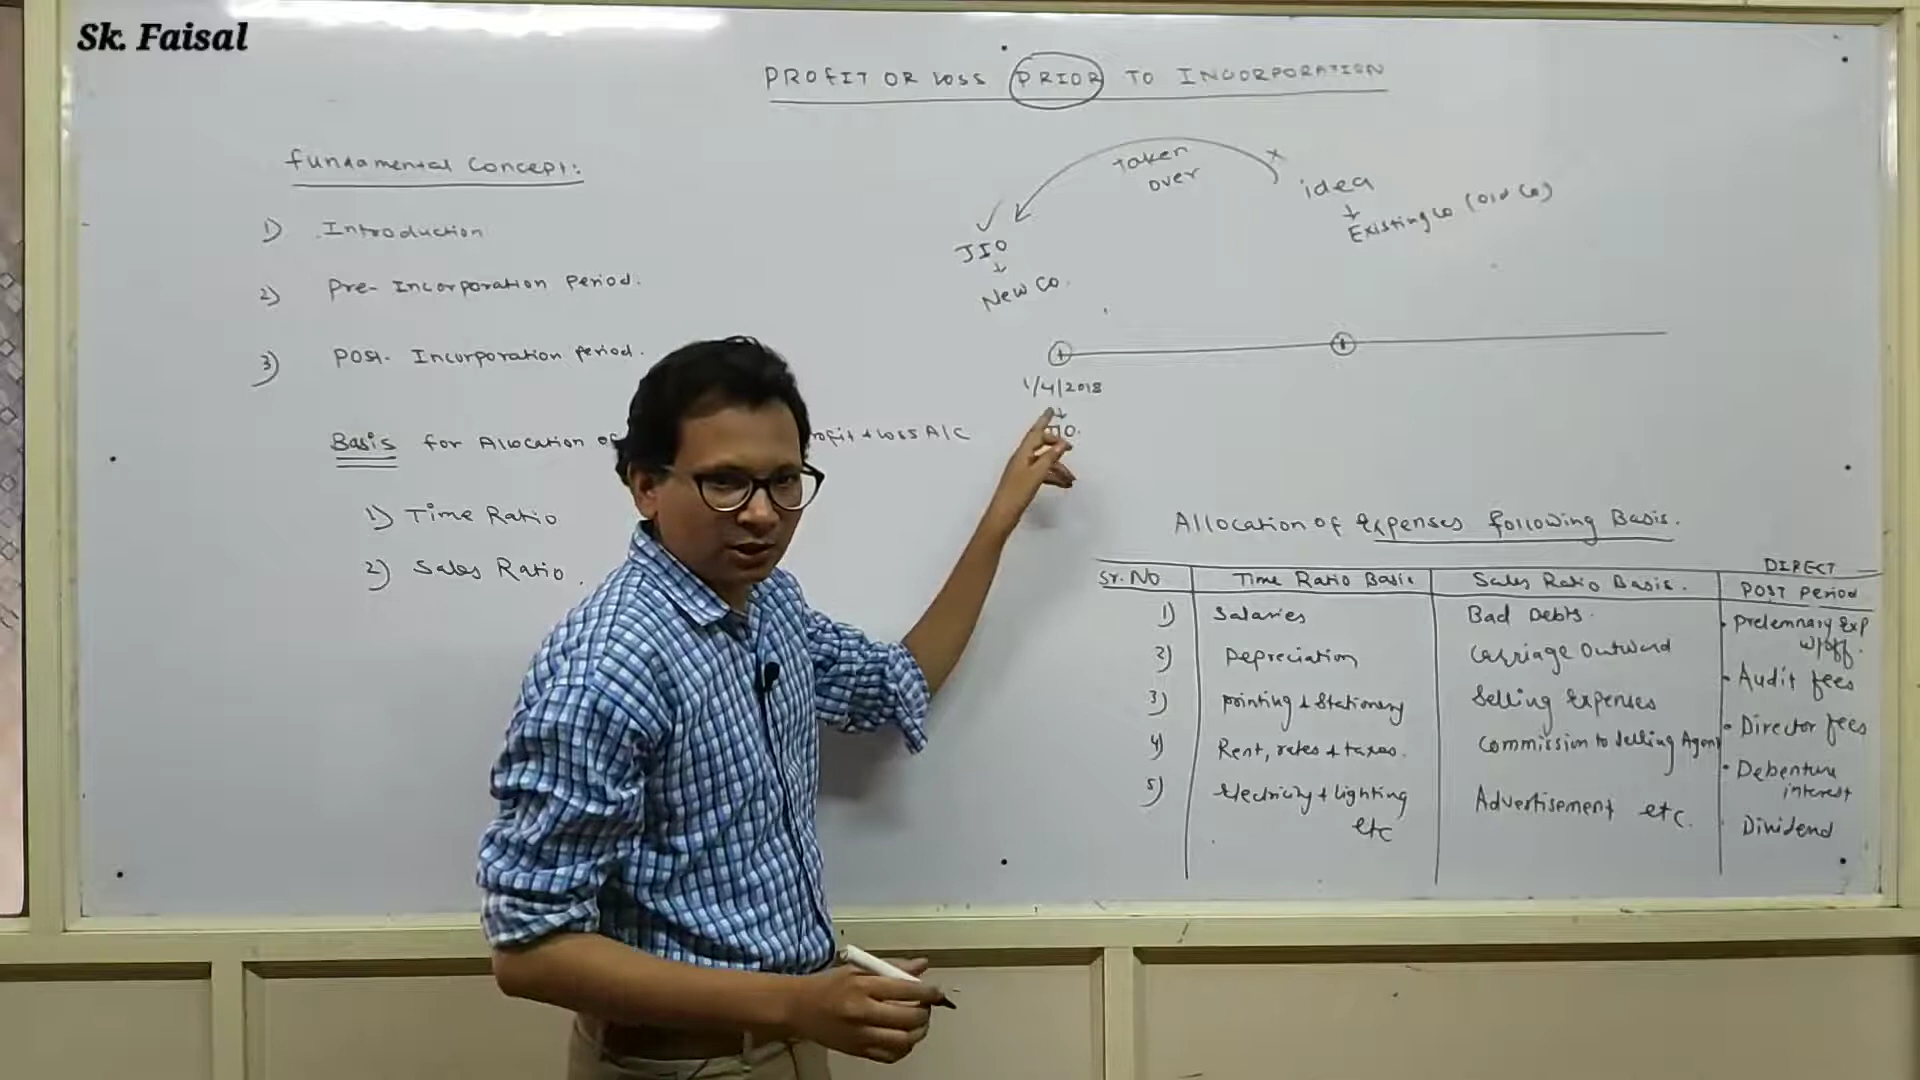 Sk. Faisal
PROFIT OR LOSS PRIOR TO INCORPORATION
Fundamental Concept:
1) Introduction
2) Pre-Incorporation Period.
3) Post-Incorporation period.
Basis for Allocation of
rofit & Loss A/C
1) Time Ratio
2) Sales Ratio.
Taken
over
idea
Existing Co (Old Co)
JIO
New Co.
1/4/2018
Allocation of Expenses following Basis.
DIRECT
Sr. No Time Ratio Basis Sales Ratio Basis. POST Period
1) Salaries Bad Debts. • Prelemnary Exp
w/off.
2) Depreciation Carriage Outward • Audit fees
3) Printing & Stationery Selling Expenses • Director fees
4) Rent, rates & taxes. Commission to Selling Agent • Debenture
interest
5) Electricity & lighting Advertisement etc. Dividend
etc